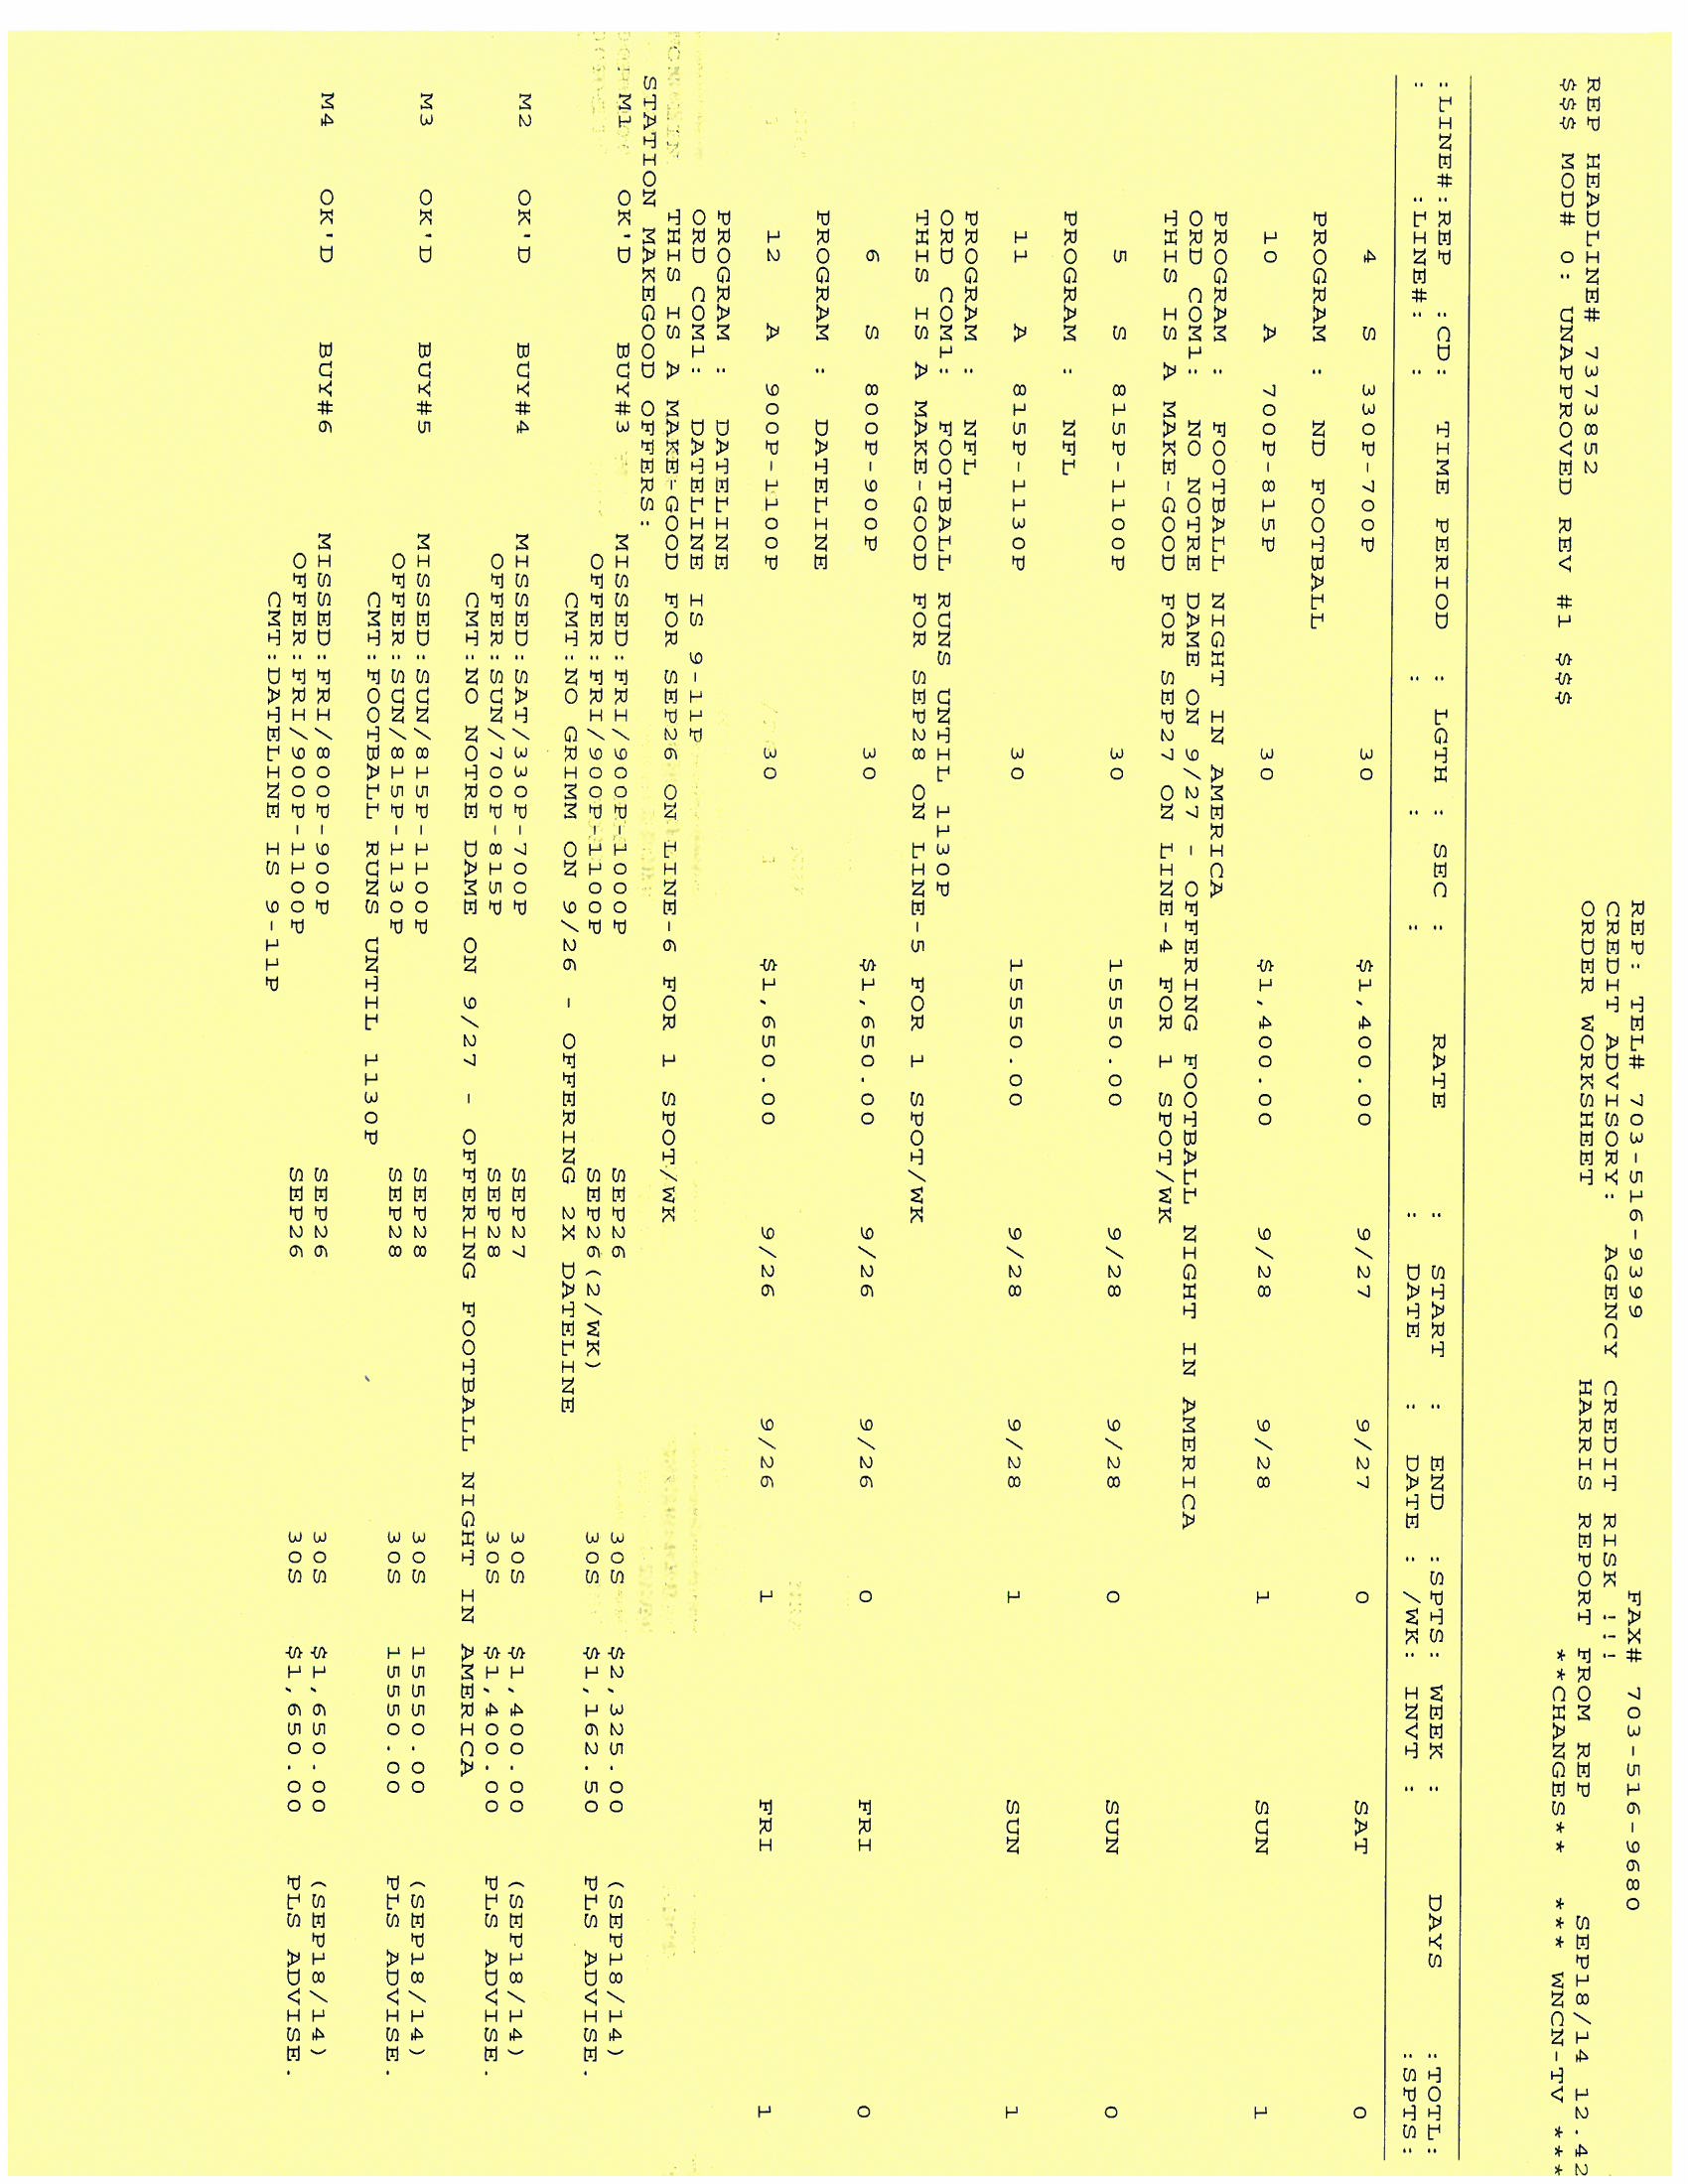 REP: TEL# 703-516-9399 FAX# 703-516-9680
CREDIT ADVISORY: AGENCY CREDIT RISK !!!
REP HEADLINE# 7373852 ORDER WORKSHEET HARRIS REPORT FROM REP SEP18/14 12.42
$$$ MOD# 0: UNAPPROVED REV #1 $$$ **CHANGES** *** WNCN-TV ***
:LINE#:REP :CD: TIME PERIOD : LGTH : SEC : RATE : START : END :SPTS: WEEK : DAYS :TOTL:
: :LINE#: : : : : : DATE : DATE : /WK: INVT : :SPTS:
4 S 330P-700P 30 $1,400.00 9/27 9/27 0 SAT 0
PROGRAM : ND FOOTBALL
10 A 700P-815P 30 $1,400.00 9/28 9/28 1 SUN 1
PROGRAM : FOOTBALL NIGHT IN AMERICA
ORD COM1: NO NOTRE DAME ON 9/27 - OFFERING FOOTBALL NIGHT IN AMERICA
THIS IS A MAKE-GOOD FOR SEP27 ON LINE-4 FOR 1 SPOT/WK
5 S 815P-1100P 30 15550.00 9/28 9/28 0 SUN 0
PROGRAM : NFL
11 A 815P-1130P 30 15550.00 9/28 9/28 1 SUN 1
PROGRAM : NFL
ORD COM1: FOOTBALL RUNS UNTIL 1130P
THIS IS A MAKE-GOOD FOR SEP28 ON LINE-5 FOR 1 SPOT/WK
6 S 800P-900P 30 $1,650.00 9/26 9/26 0 FRI 0
PROGRAM : DATELINE
12 A 900P-1100P 30 $1,650.00 9/26 9/26 1 FRI 1
PROGRAM : DATELINE
ORD COM1: DATELINE IS 9-11P
THIS IS A MAKE-GOOD FOR SEP26 ON LINE-6 FOR 1 SPOT/WK
STATION MAKEGOOD OFFERS:
M1 OK'D BUY#3 MISSED:FRI/900P-1000P SEP26 30S $2,325.00 (SEP18/14)
OFFER:FRI/900P-1100P SEP26(2/WK) 30S $1,162.50 PLS ADVISE.
CMT:NO GRIMM ON 9/26 - OFFERING 2X DATELINE
M2 OK'D BUY#4 MISSED:SAT/330P-700P SEP27 30S $1,400.00 (SEP18/14)
OFFER:SUN/700P-815P SEP28 30S $1,400.00 PLS ADVISE.
CMT:NO NOTRE DAME ON 9/27 - OFFERING FOOTBALL NIGHT IN AMERICA
M3 OK'D BUY#5 MISSED:SUN/815P-1100P SEP28 30S 15550.00 (SEP18/14)
OFFER:SUN/815P-1130P SEP28 30S 15550.00 PLS ADVISE.
CMT:FOOTBALL RUNS UNTIL 1130P
M4 OK'D BUY#6 MISSED:FRI/800P-900P SEP26 30S $1,650.00 (SEP18/14)
OFFER:FRI/900P-1100P SEP26 30S $1,650.00 PLS ADVISE.
CMT:DATELINE IS 9-11P